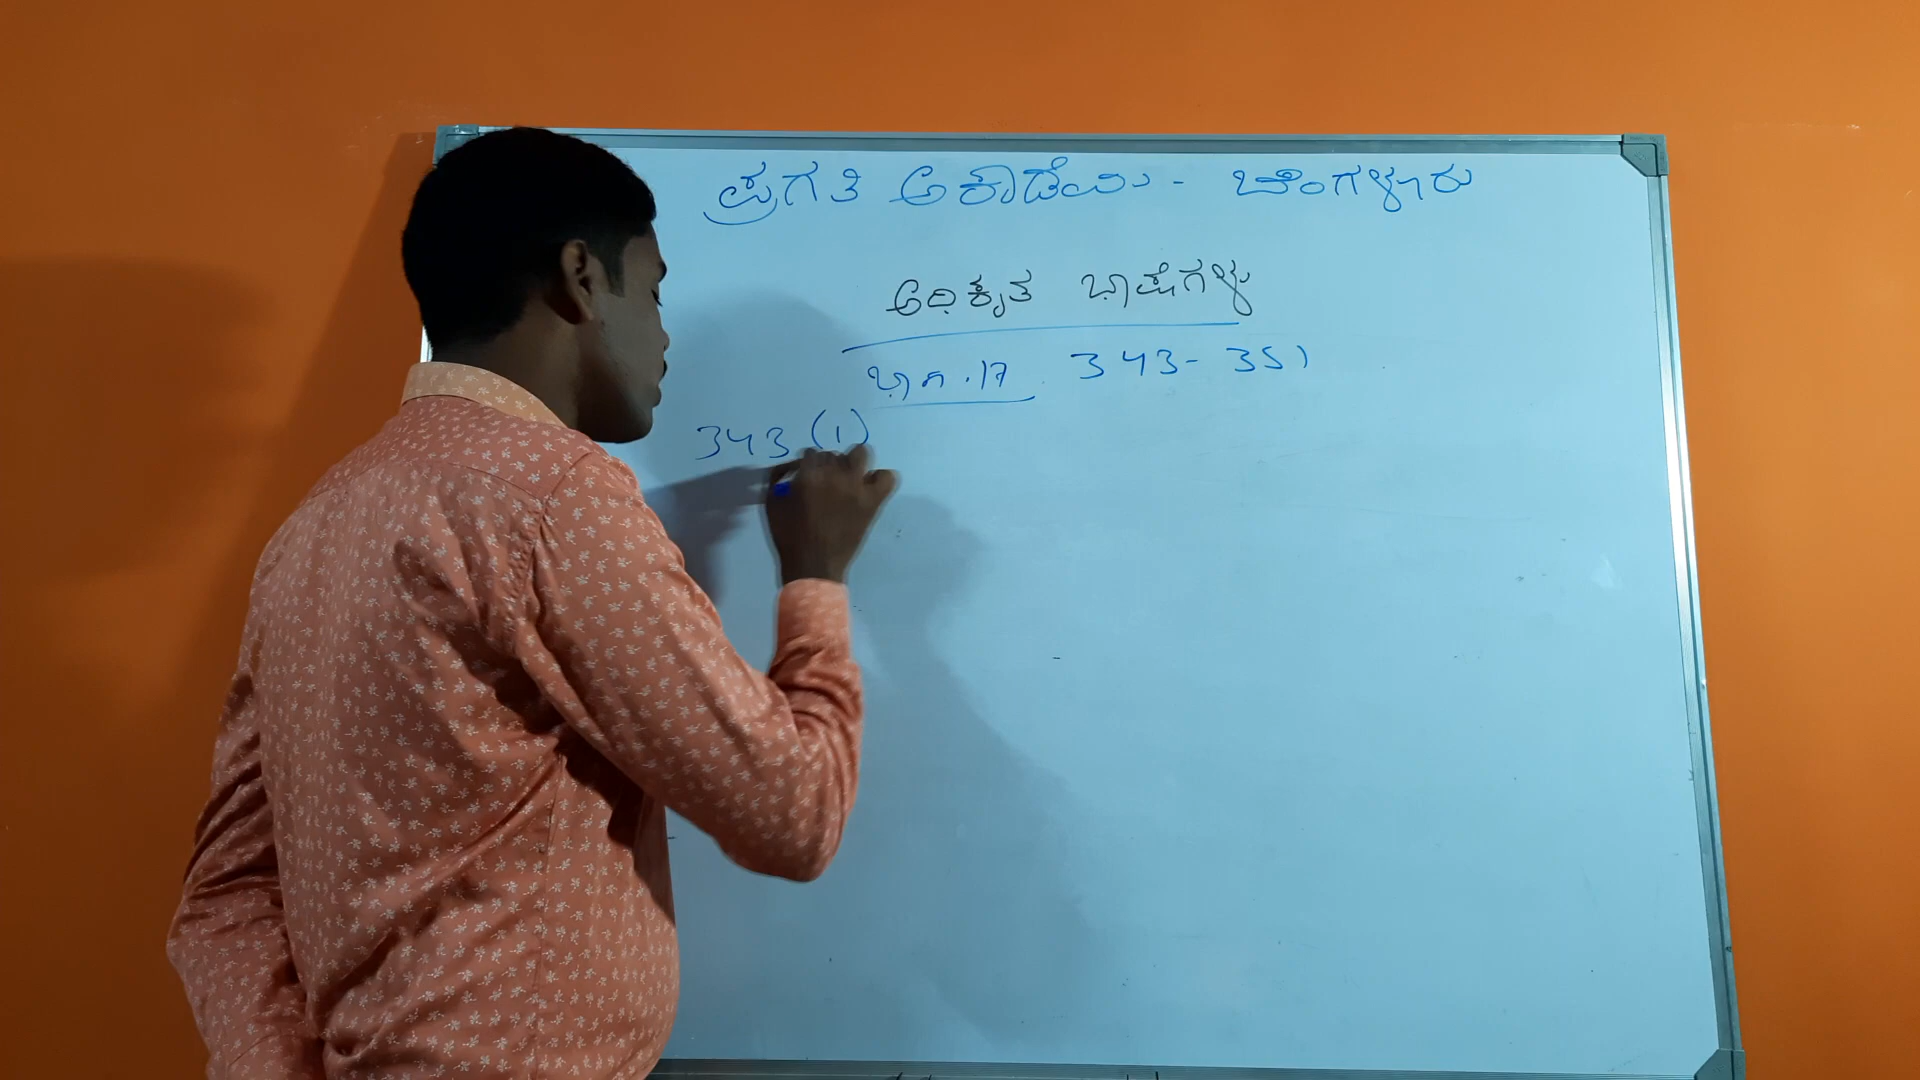 ಪ್ರಗತಿ ಅಕಾಡೆಮಿ - ಬೆಂಗಳೂರು
ಅಧಿಕೃತ ಭಾಷೆಗಳು
ಭಾಗ.17 343- 351
343 (1)